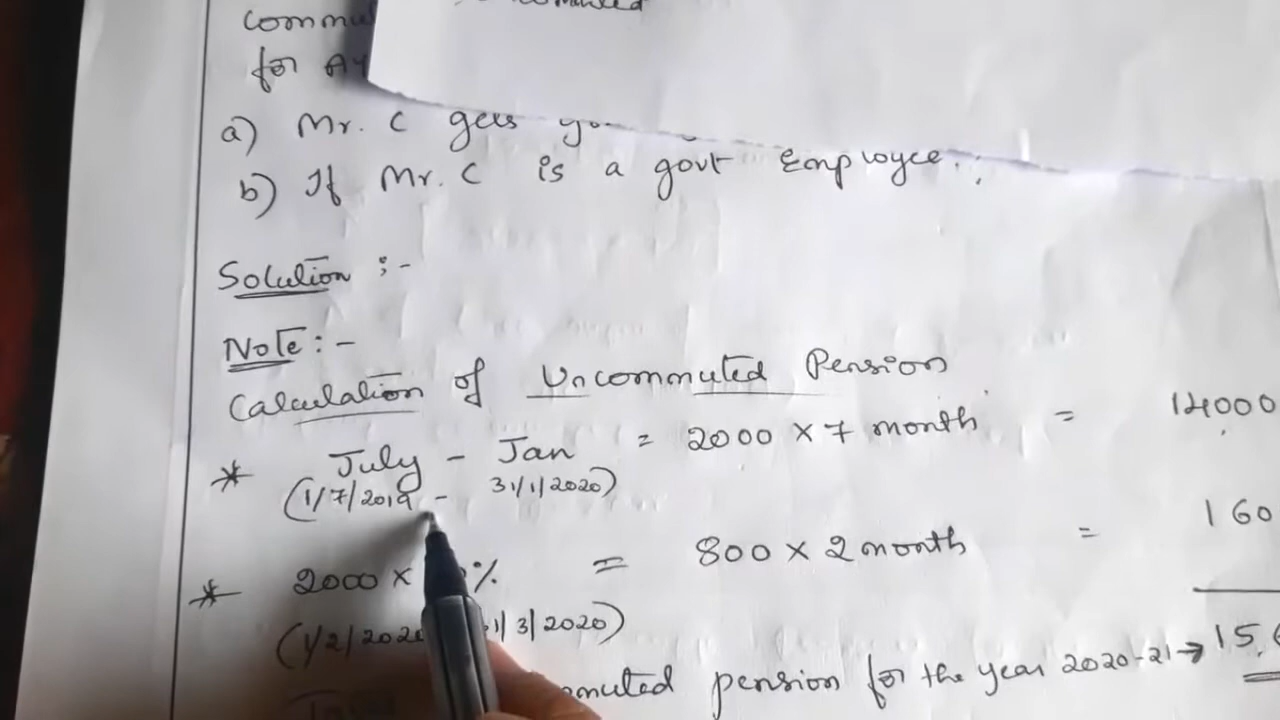 for
a) Mr. C gets
b) If Mr. C is a govt Employee.
Solution :-
Note :-
Calculation of Uncommuted Pension
* July - Jan = 2000 × 7 month = 14000
(1/7/2019 - 31/1/2020)
* 2000 × % = 800 × 2 month = 160
(1/2/2020 1/3/2020)
pension for the year 2020-21 → 15,